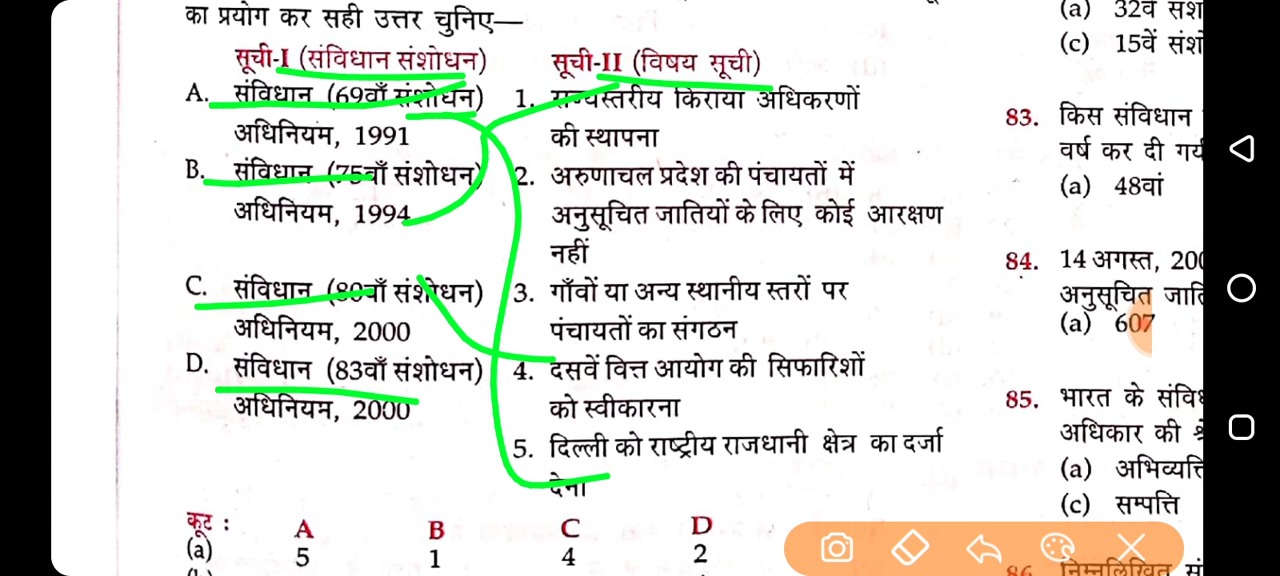 का प्रयोग कर सही उत्तर चुनिए—
सूची-I (संविधान संशोधन) सूची-II (विषय सूची)
A. संविधान (69वाँ संशोधन) 1. राज्यस्तरीय किराया अधिकरणों
अधिनियम, 1991 की स्थापना
B. संविधान (75वाँ संशोधन) 2. अरुणाचल प्रदेश की पंचायतों में
अधिनियम, 1994 अनुसूचित जातियों के लिए कोई आरक्षण
नहीं
C. संविधान (80वाँ संशोधन) 3. गाँवों या अन्य स्थानीय स्तरों पर
अधिनियम, 2000 पंचायतों का संगठन
D. संविधान (83वाँ संशोधन) 4. दसवें वित्त आयोग की सिफारिशों
अधिनियम, 2000 को स्वीकारना
5. दिल्ली को राष्ट्रीय राजधानी क्षेत्र का दर्जा
देना
कूट : A B C D
(a) 5 1 4 2
(a) 32वें
(c) 15वें
83. किस संविधान
वर्ष कर दी
(a) 48वां
84. 14 अगस्त,
अनुसूचित
(a) 607
85. भारत के
अधिकार की
(a)
(c) सम्पत्ति
86. निम्नलिखित